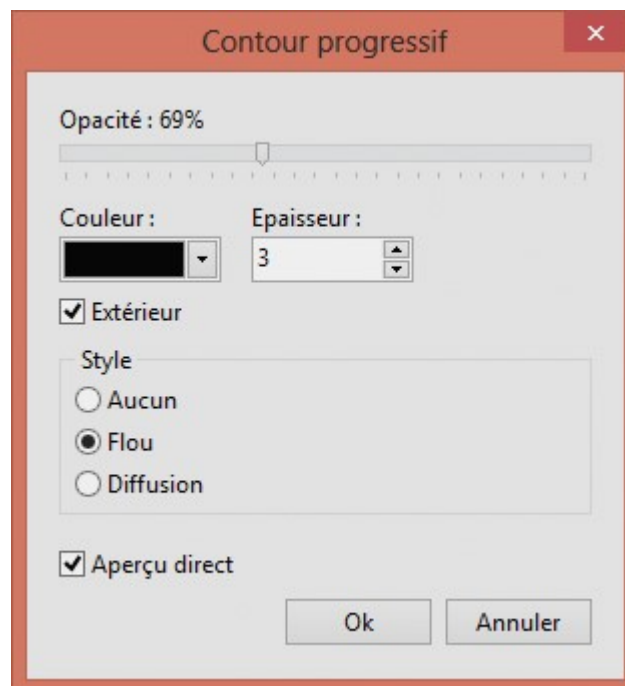 Contour progressif
Opacité : 69%
Couleur : Epaisseur :
3
Extérieur
Style
Aucun
Flou
Diffusion
Aperçu direct
Ok Annuler